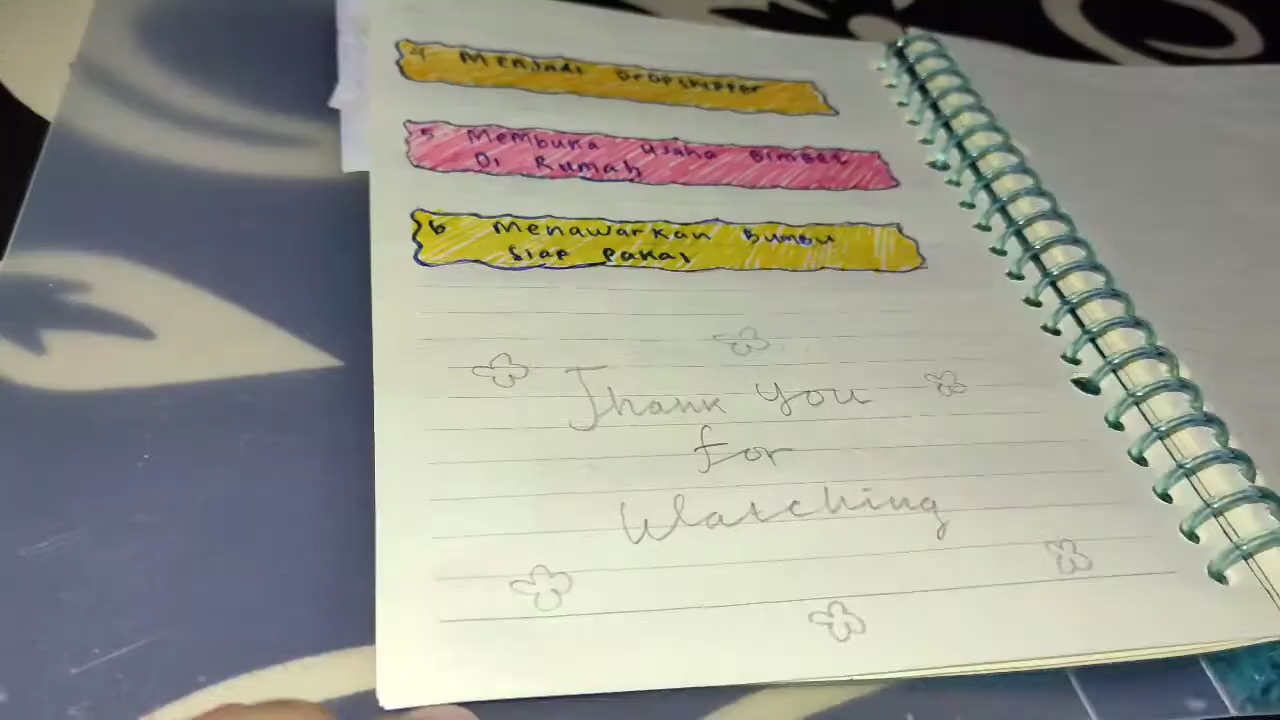 4 Menjadi Dropshipper
5 Membuka usaha Bimbel
Di Rumah
6 Menawarkan Bumbu
Siap Pakai
Thank you
for
Watching